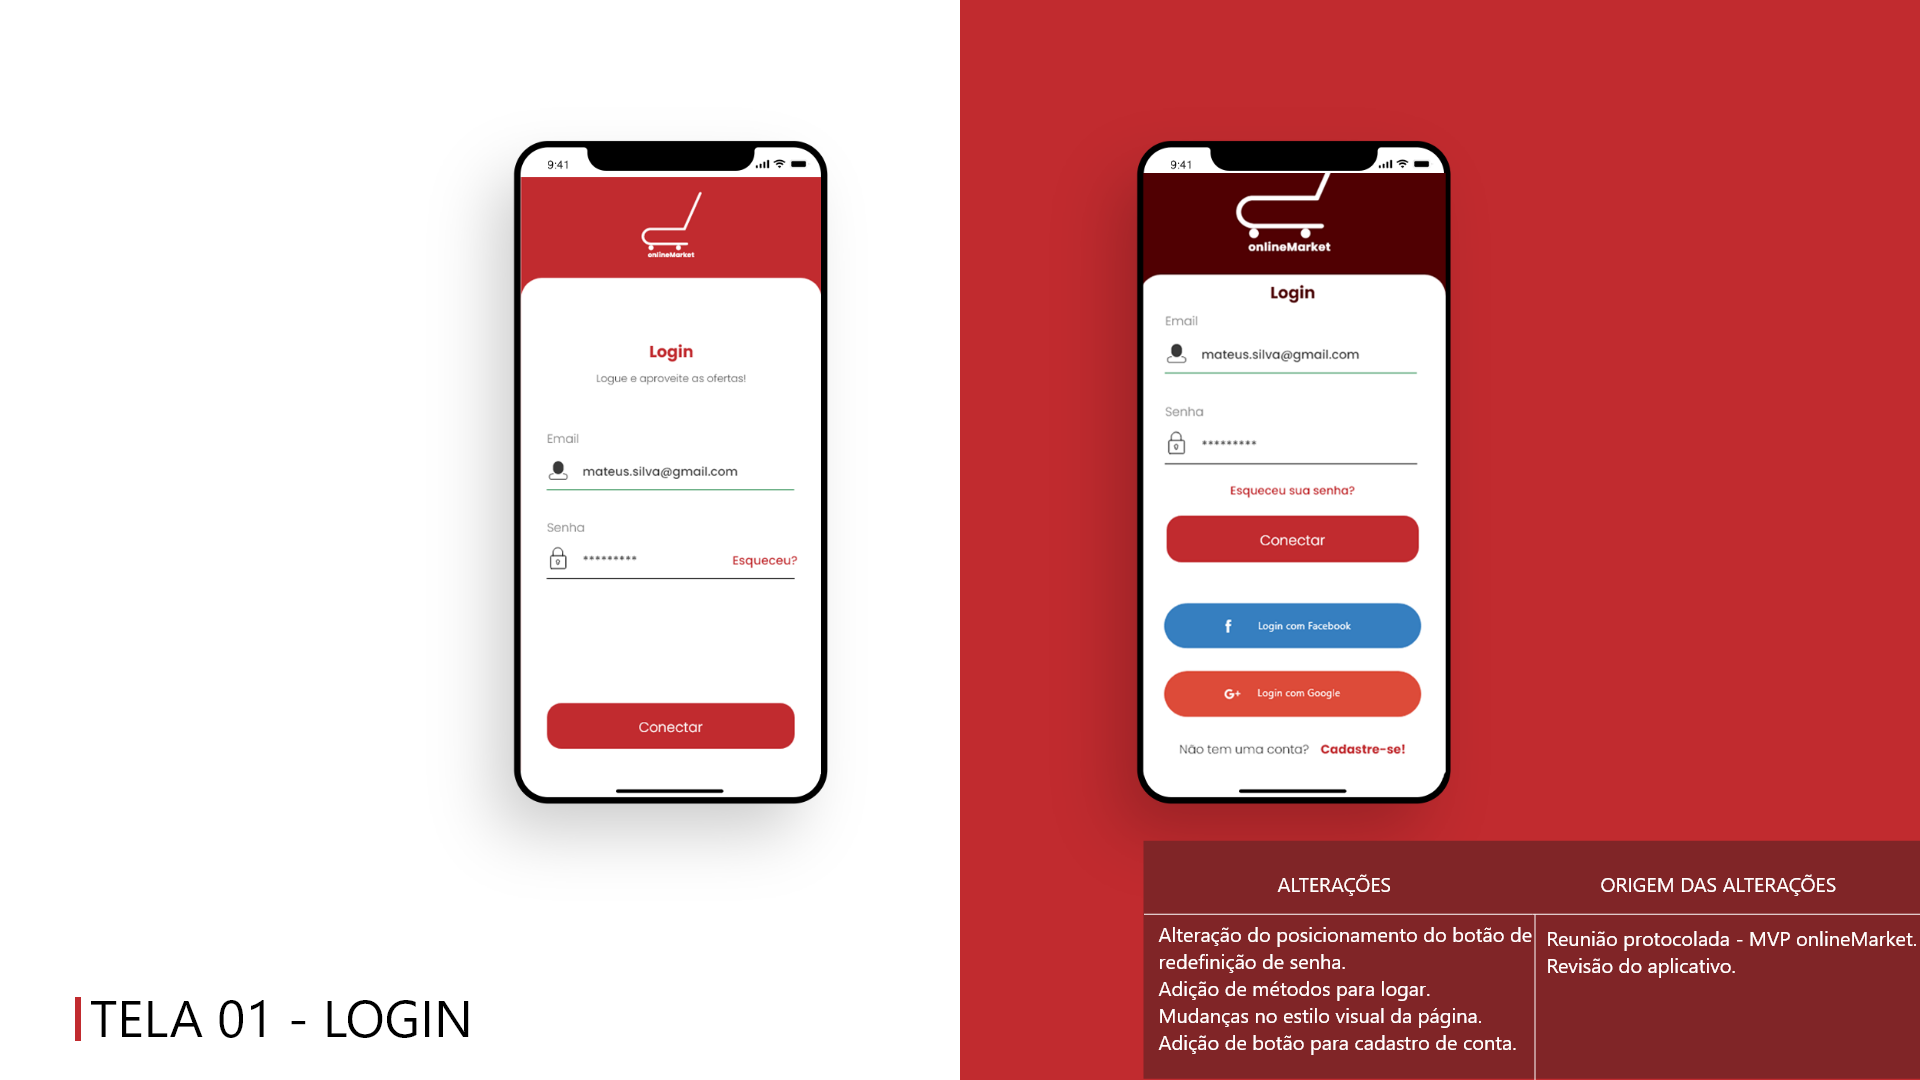 9:41
onlineMarket
Login
Logue e aproveite as ofertas!
Email
mateus.silva@gmail.com
Senha
*********
Esqueceu?
Conectar
TELA 01 - LOGIN
9:41
onlineMarket
Login
Email
mateus.silva@gmail.com
Senha
*********
Esqueceu sua senha?
Conectar
f Login com Facebook
G+ Login com Google
Não tem uma conta? Cadastre-se!
ALTERAÇÕES
Alteração do posicionamento do botão de
redefinição de senha.
Adição de métodos para logar.
Mudanças no estilo visual da página.
Adição de botão para cadastro de conta.
ORIGEM DAS ALTERAÇÕES
Reunião protocolada - MVP onlineMarket.
Revisão do aplicativo.